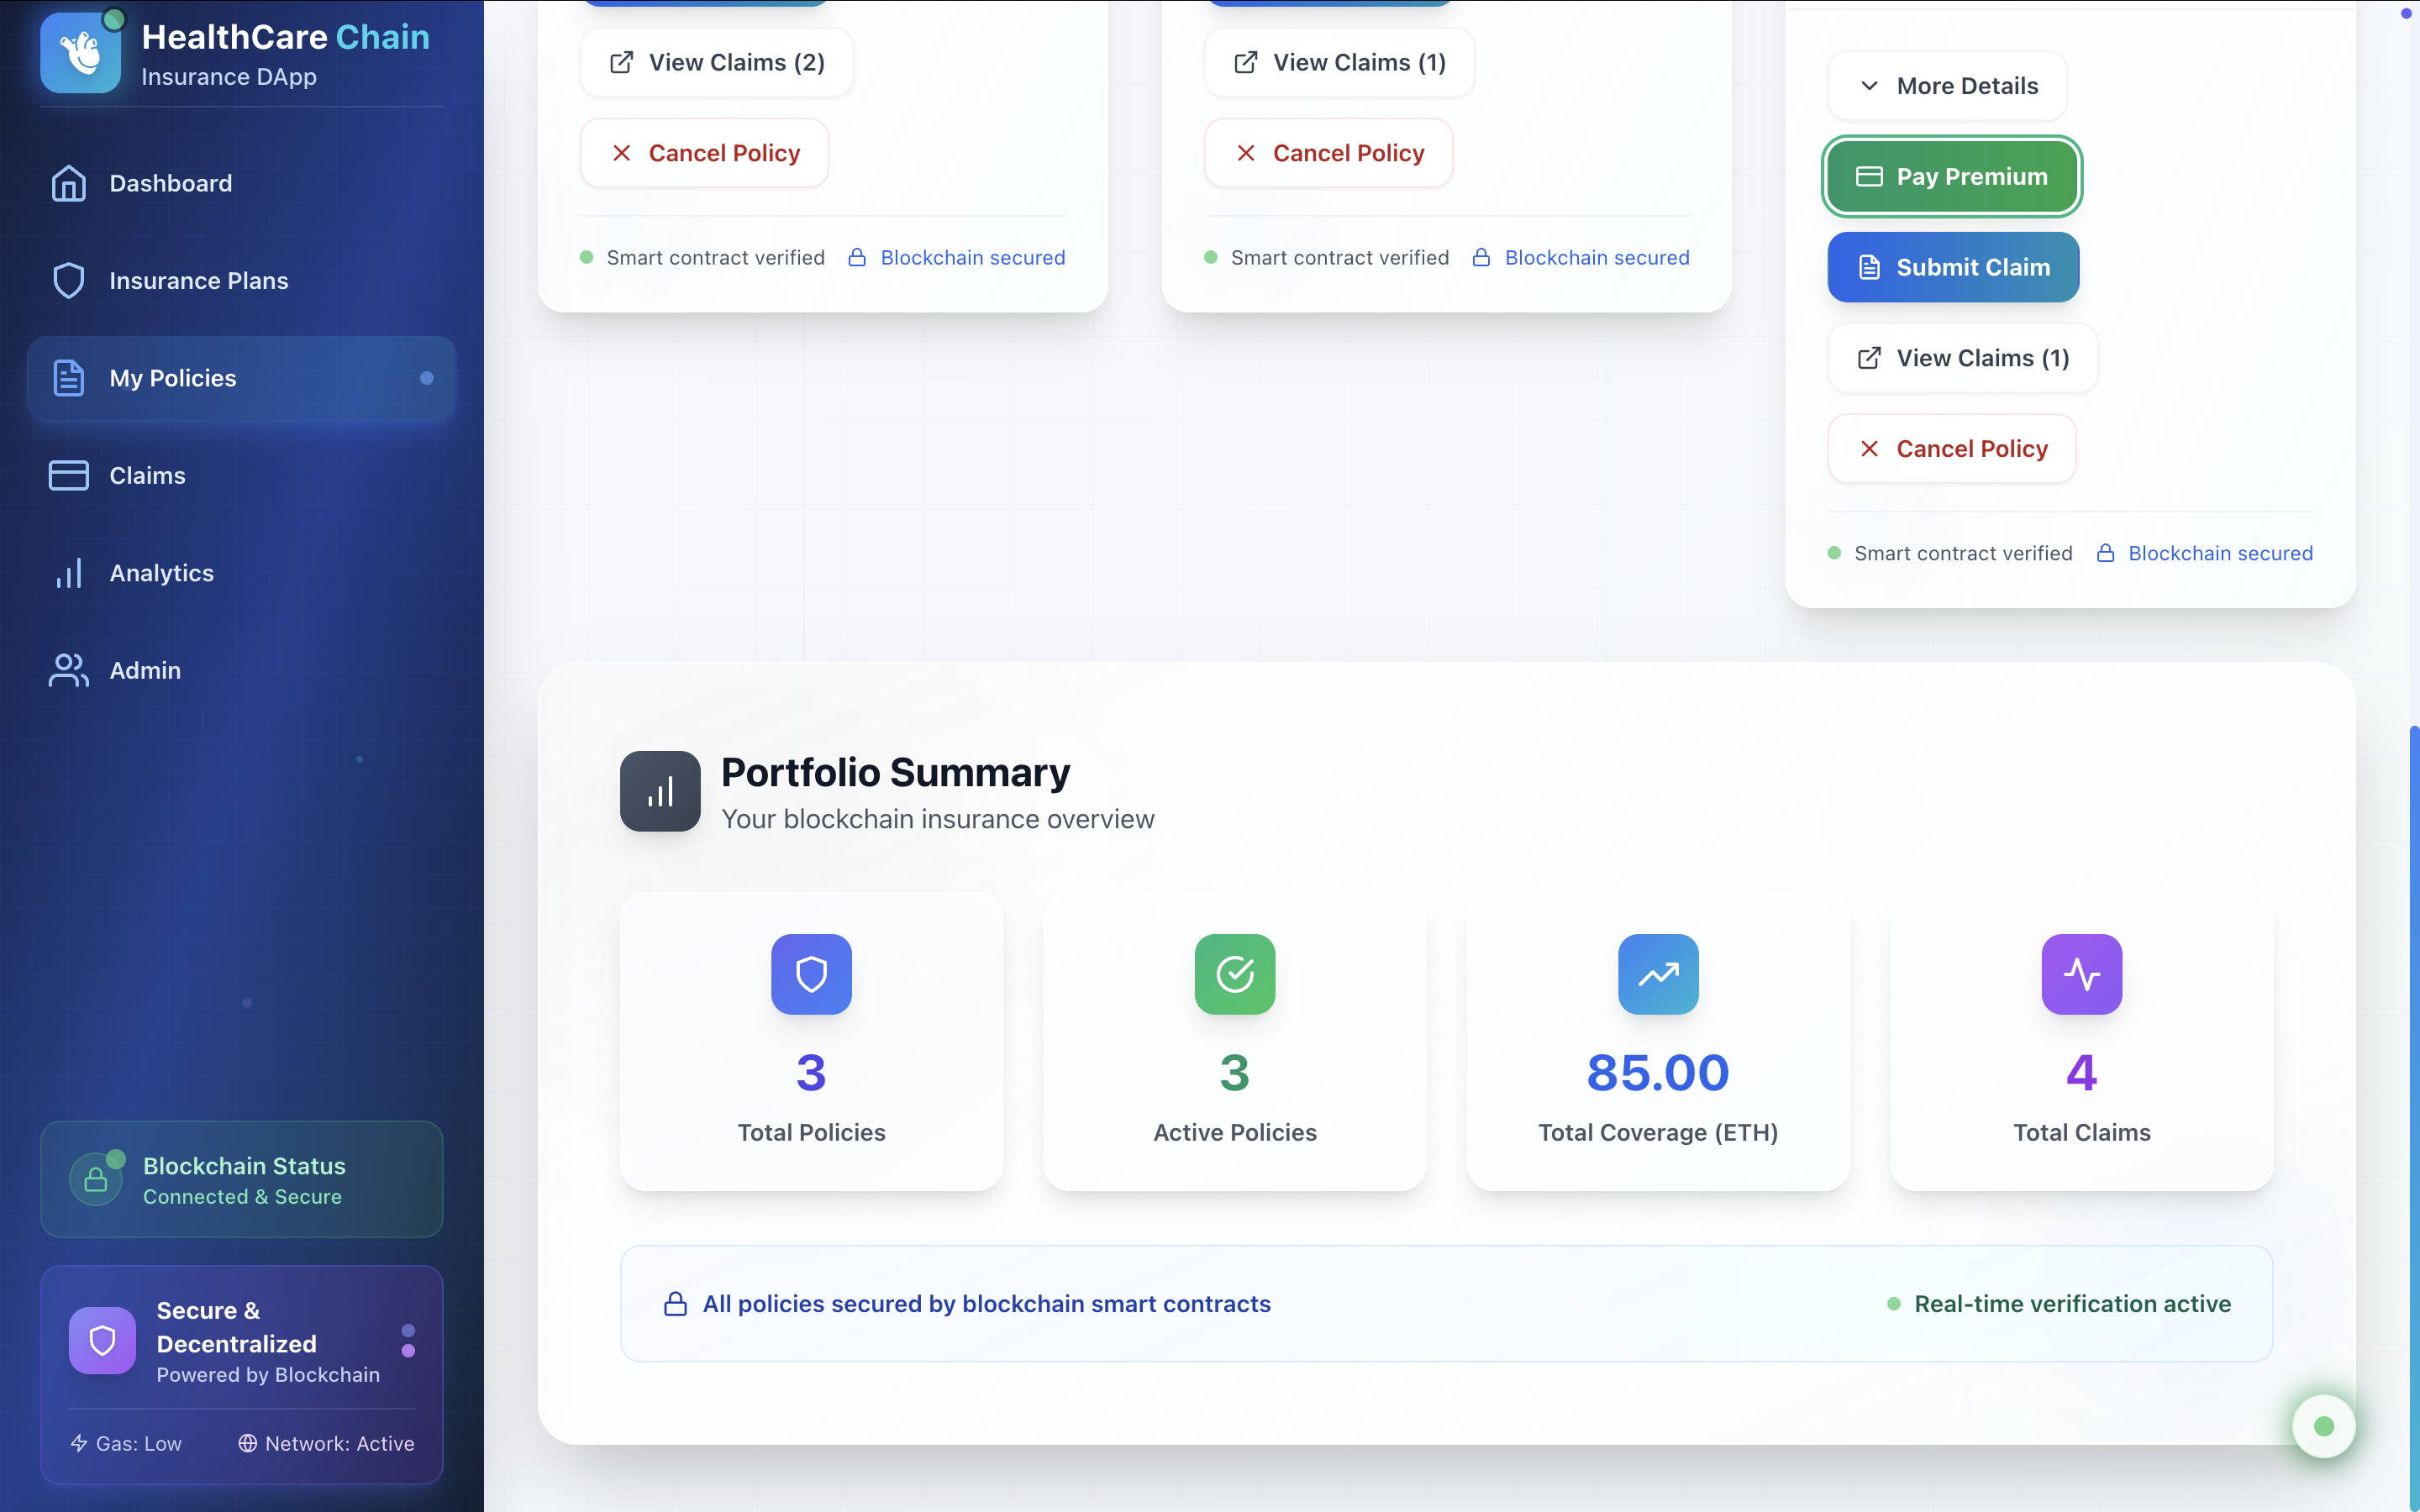 HealthCare Chain
Insurance DApp
Dashboard
Insurance Plans
My Policies
Claims
Analytics
Admin
Blockchain Status
Connected & Secure
Secure &
Decentralized
Powered by Blockchain
Gas: Low
Network: Active
View Claims (2)
Cancel Policy
Smart contract verified
Blockchain secured
View Claims (1)
Cancel Policy
Smart contract verified
Blockchain secured
More Details
Pay Premium
Submit Claim
View Claims (1)
Cancel Policy
Smart contract verified
Blockchain secured
Portfolio Summary
Your blockchain insurance overview
3
Total Policies
3
Active Policies
85.00
Total Coverage (ETH)
4
Total Claims
All policies secured by blockchain smart contracts
Real-time verification active